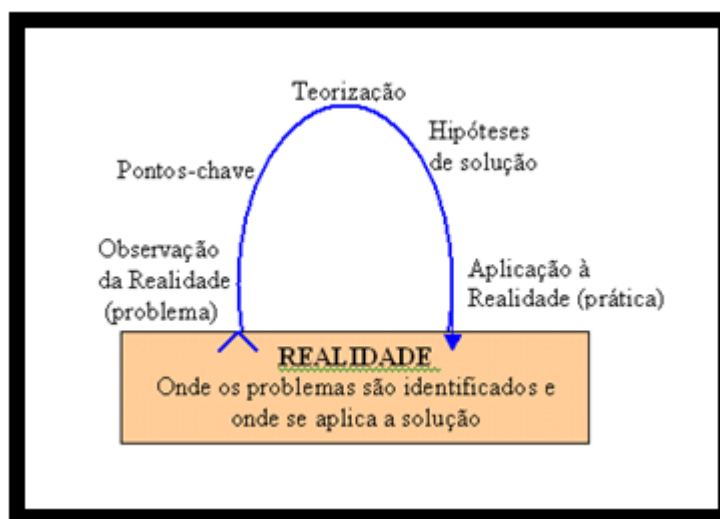 Teorização
Hipóteses
de solução
Pontos-chave
Observação
da Realidade
(problema)
Aplicação à
Realidade (prática)
REALIDADE
Onde os problemas são identificados e
onde se aplica a solução